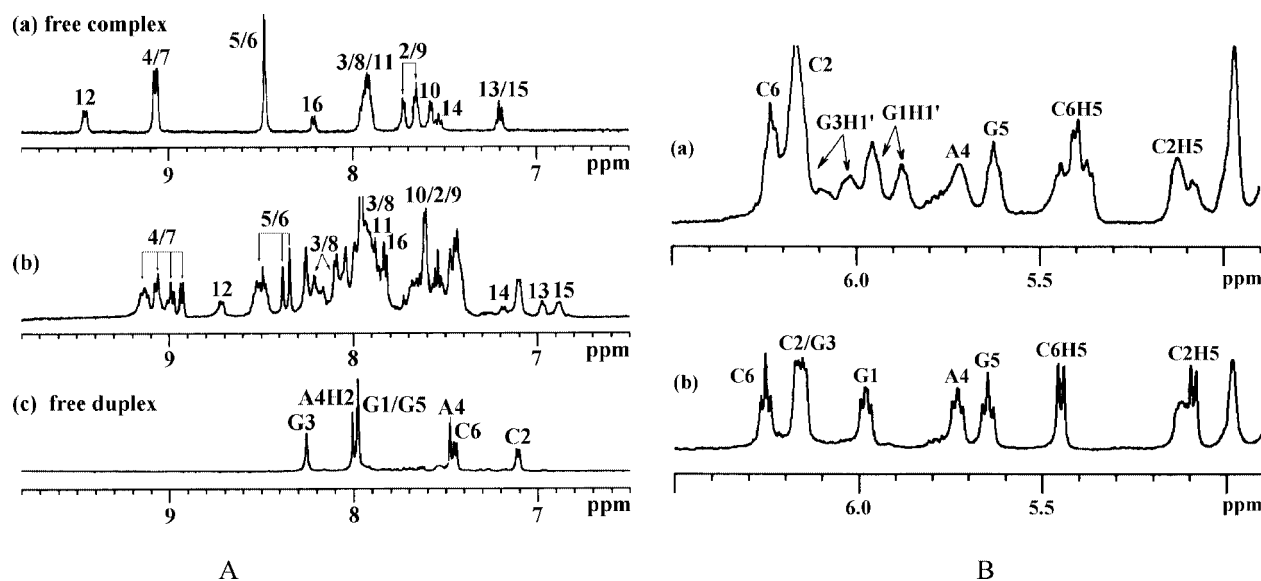 (a) free complex
12
4/7
5/6
16
3/8/11
2/9
10
14
13/15
9
8
7
ppm
(b)
4/7
12
5/6
3/8
3/8
11
16
10/2/9
14
13
15
9
8
7
ppm
(c) free duplex
G3
A4H2
G1/G5
A4
C6
C2
9
8
7
ppm
A
(a)
C6
C2
G3H1'
G1H1'
A4
G5
C6H5
C2H5
6.0
5.5
ppm
(b)
C6
C2/G3
G1
A4
G5
C6H5
C2H5
6.0
5.5
ppm
B